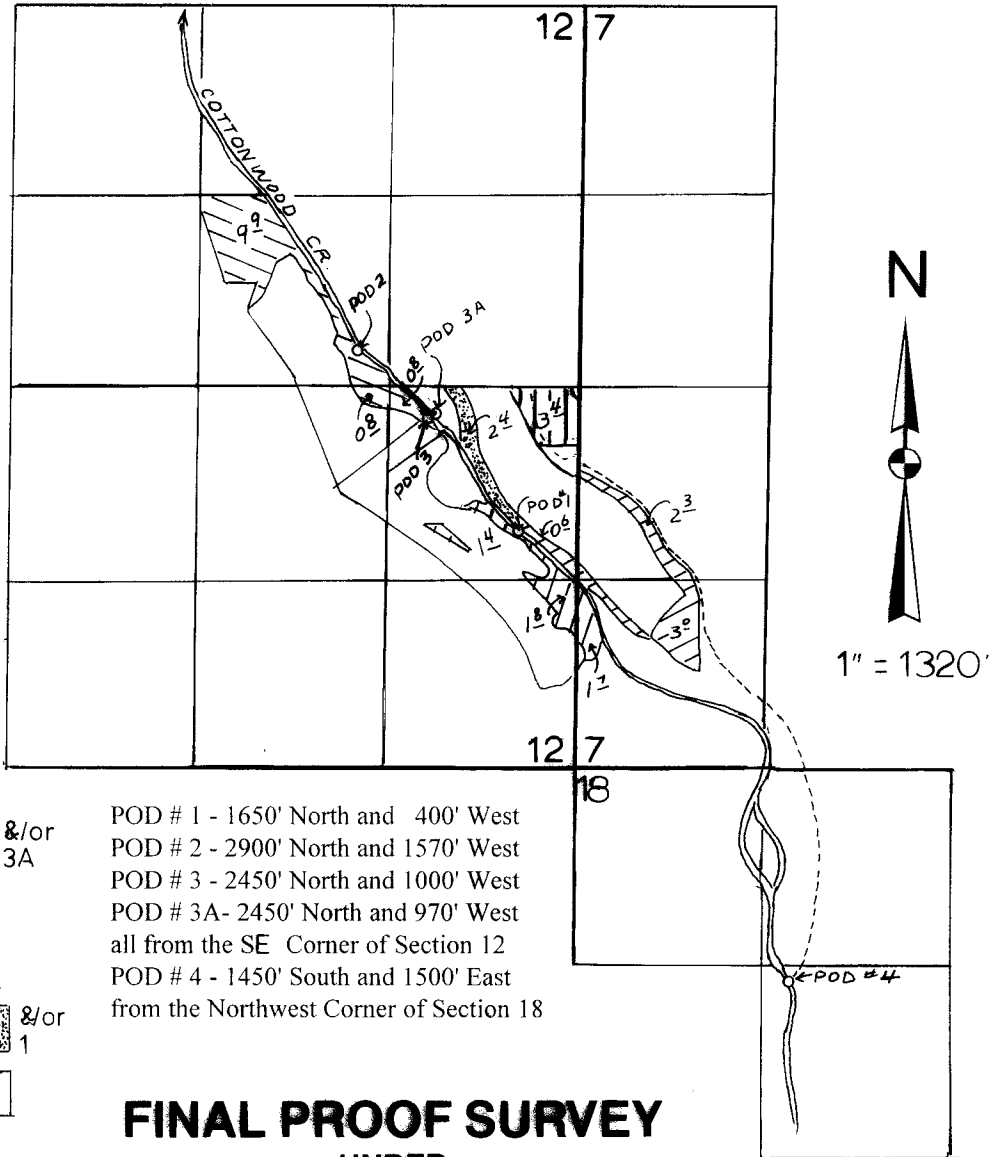 12 7
COTTONWOOD CR.
9 9
POD 2
POD 3A
0 8
0 8
POD 3
2 4
3 4
POD #1
0 6
2 3
1 4
1 8
1 7
3 0
N
1" = 1320'
12 7
18
&/or
3A
POD # 1 - 1650' North and 400' West
POD # 2 - 2900' North and 1570' West
POD # 3 - 2450' North and 1000' West
POD # 3A- 2450' North and 970' West
all from the SE Corner of Section 12
POD # 4 - 1450' South and 1500' East
from the Northwest Corner of Section 18
POD #4
&/or
1
FINAL PROOF SURVEY